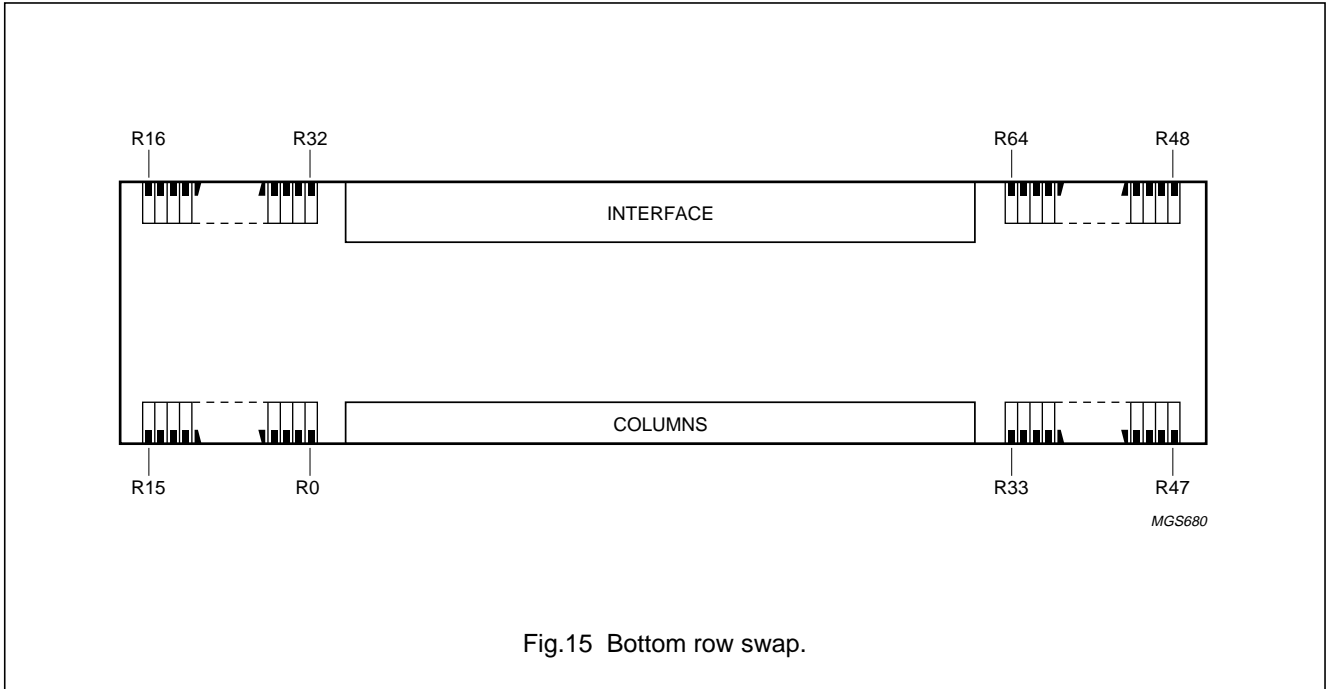 R16 R32 R64 R48
INTERFACE
COLUMNS
R15 R0 R33 R47
MGS680
Fig.15 Bottom row swap.